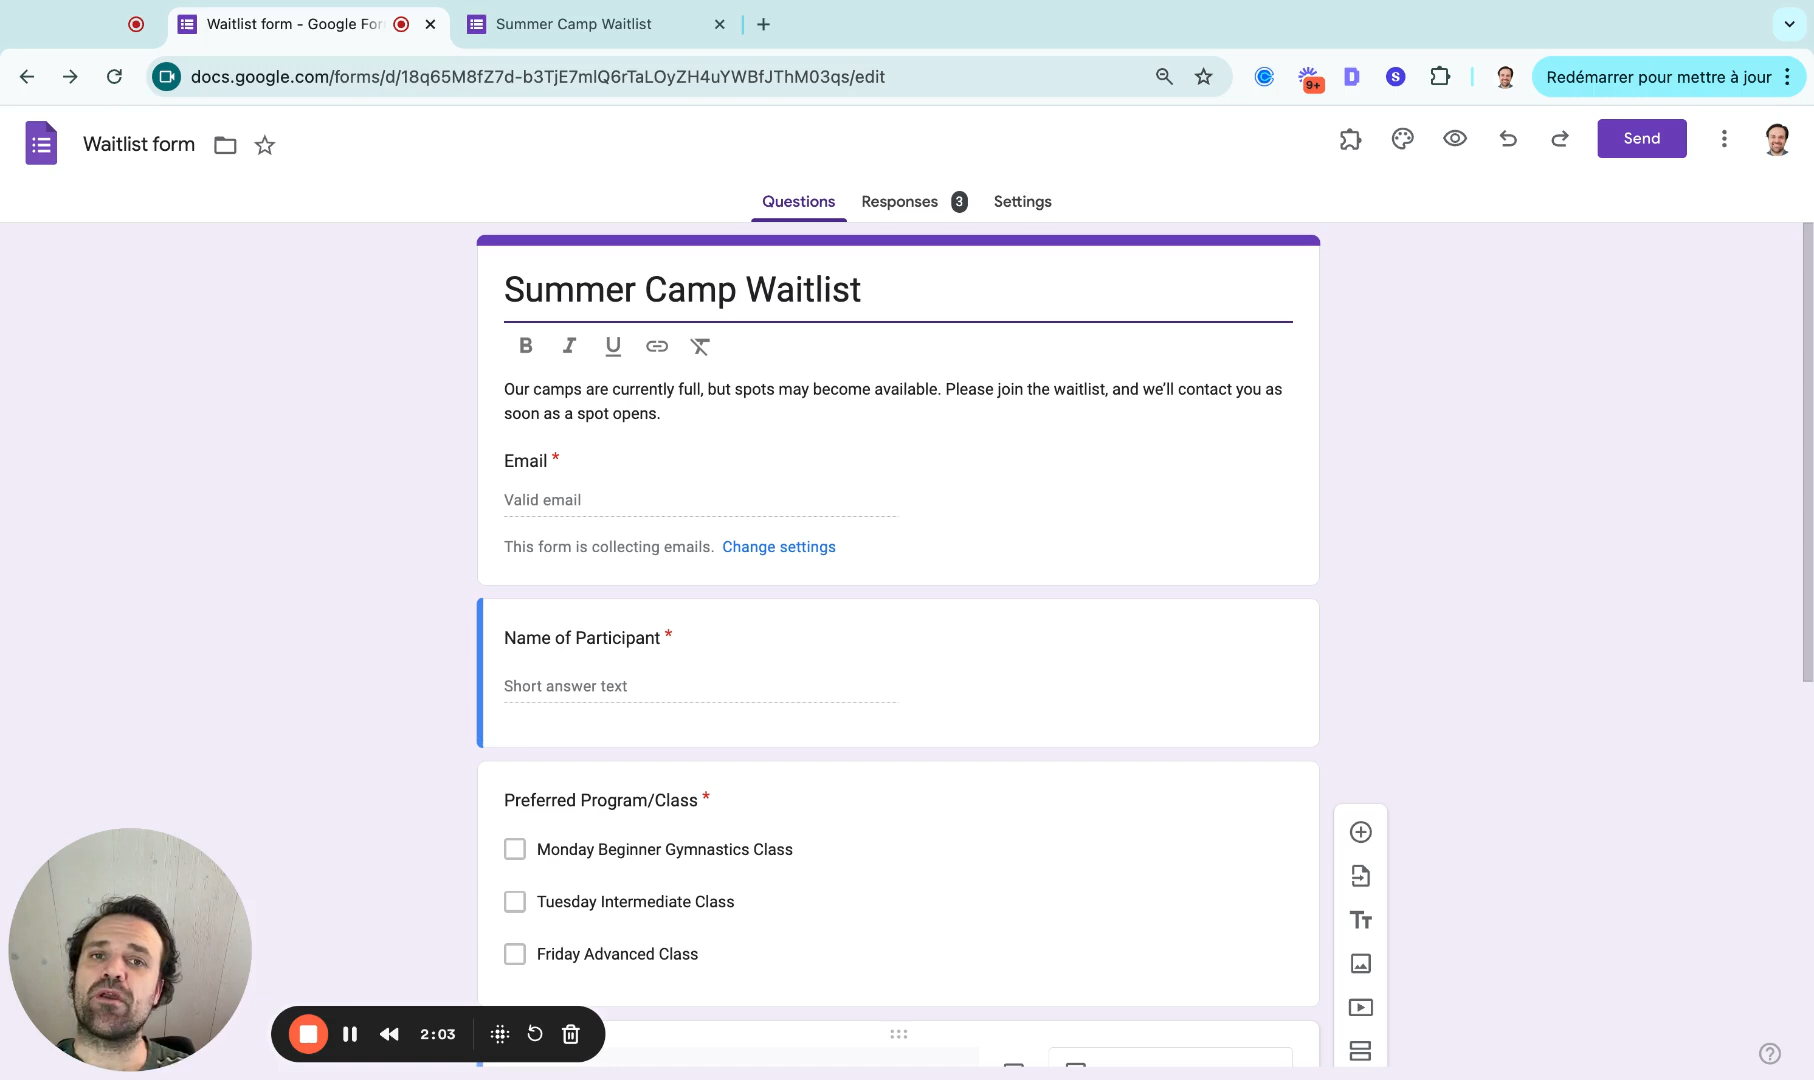 Waitlist form - Google For
Summer Camp Waitlist
docs.google.com/forms/d/18q65M8fZ7d-b3TjE7mlQ6rTaLOyZH4uYWBfJThM03qs/edit
9+
D
S
Redémarrer pour mettre à jour
Waitlist form
Send
Questions
Responses 3
Settings
Summer Camp Waitlist
B I U
Our camps are currently full, but spots may become available. Please join the waitlist, and we’ll contact you as
soon as a spot opens.
Email *
Valid email
This form is collecting emails. Change settings
Name of Participant *
Short answer text
Preferred Program/Class *
Monday Beginner Gymnastics Class
Tuesday Intermediate Class
Friday Advanced Class
Tт
2:03